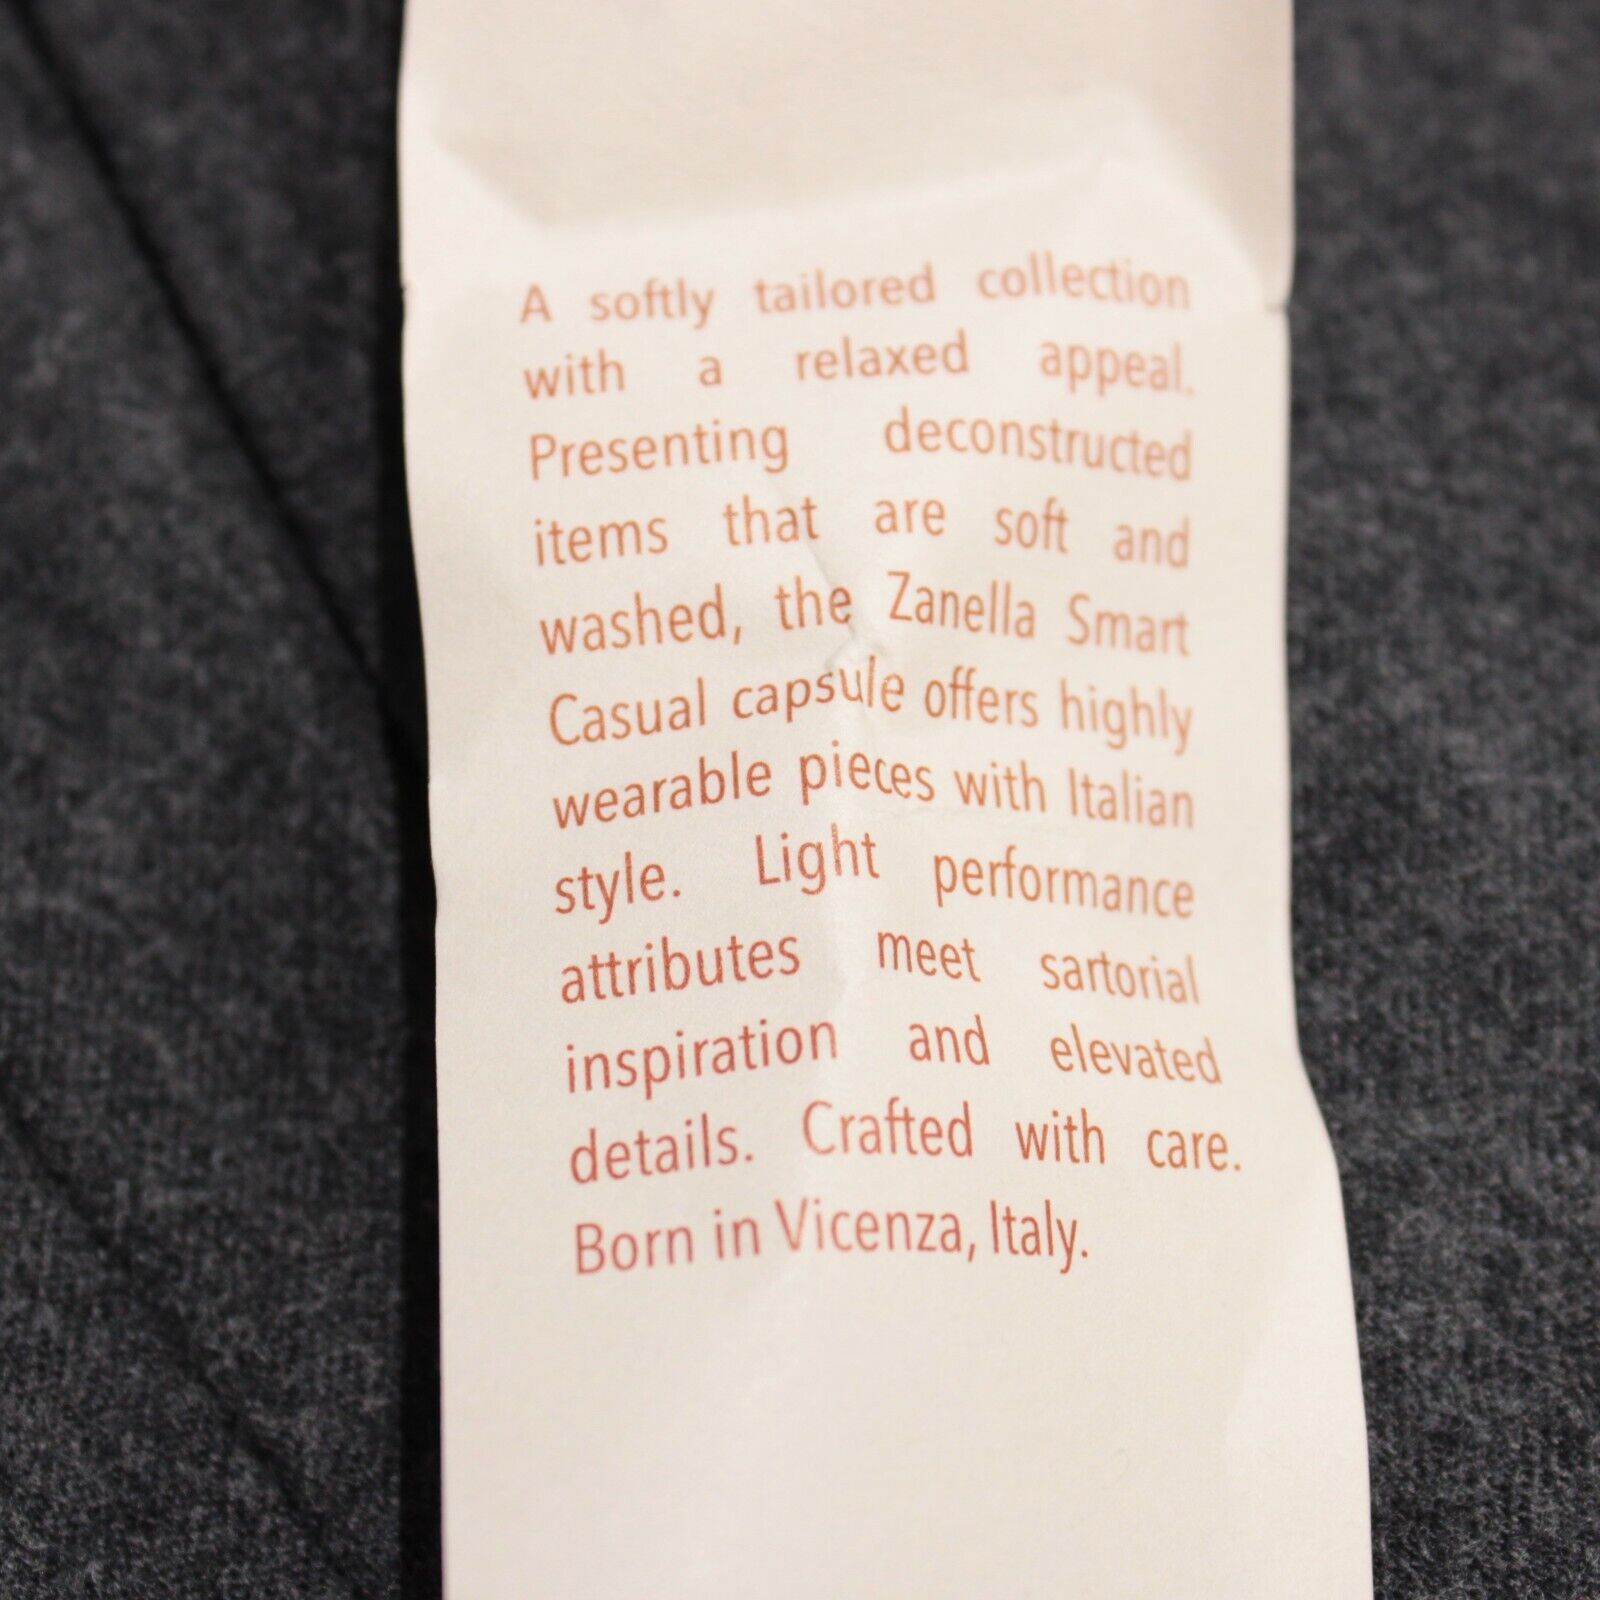 A softly tailored collection
with a relaxed appeal.
Presenting deconstructed
items that are soft and
washed, the Zanella Smart
Casual capsule offers highly
wearable pieces with Italian
style. Light performance
attributes meet sartorial
inspiration and elevated
details. Crafted with care.
Born in Vicenza, Italy.